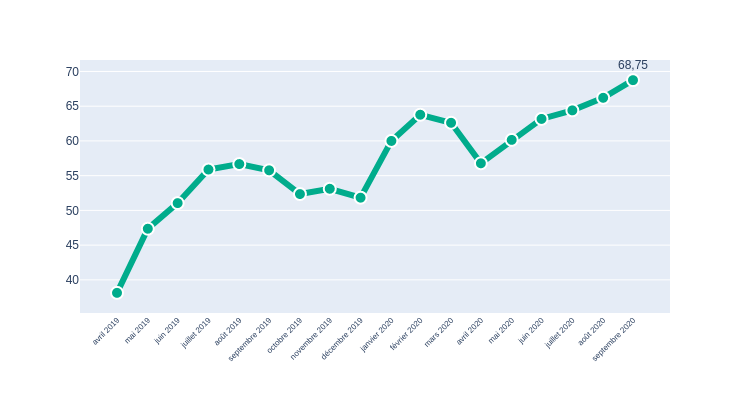 68,75
70
65
60
55
50
45
40
avril 2019
mai 2019
juin 2019
juillet 2019
août 2019
septembre 2019
octobre 2019
novembre 2019
décembre 2019
janvier 2020
février 2020
mars 2020
avril 2020
mai 2020
juin 2020
juillet 2020
août 2020
septembre 2020